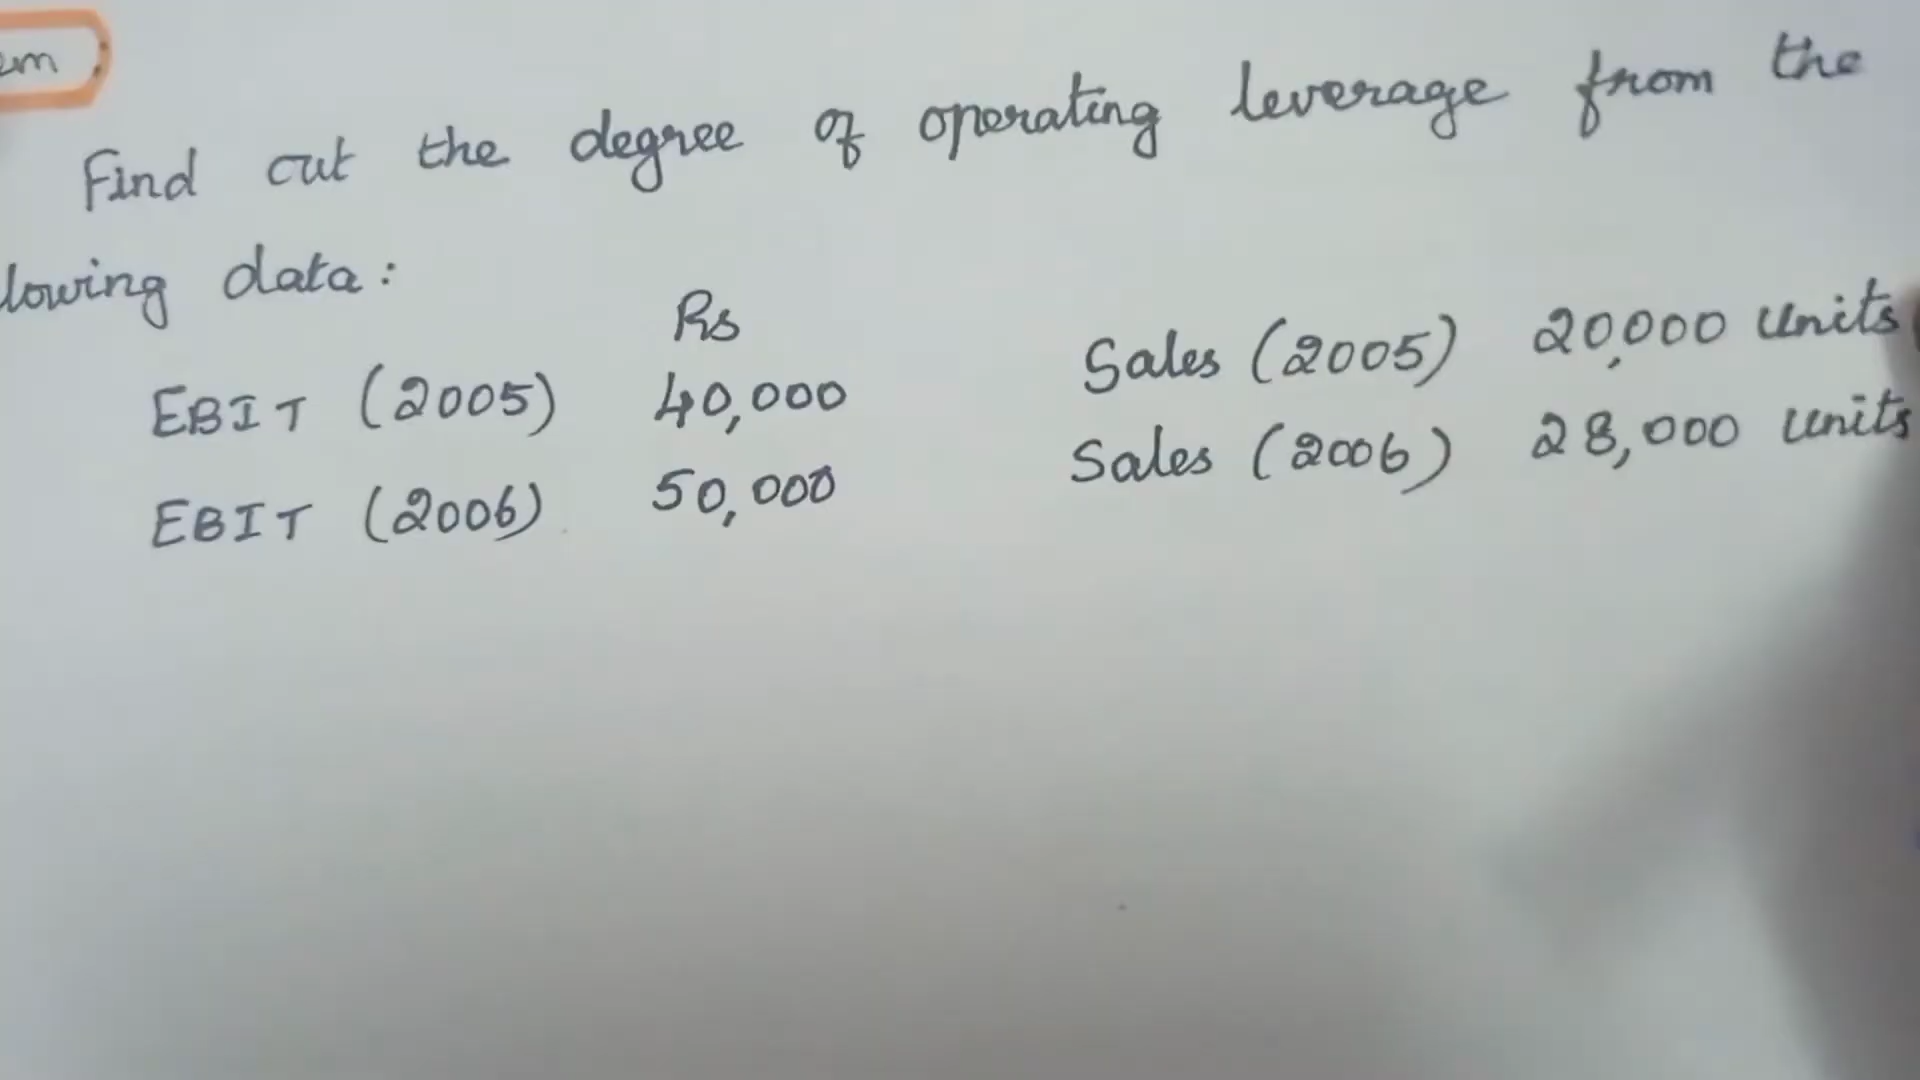 em
Find out the degree of operating leverage from the
lowing data:
Rs
EBIT (2005) 40,000 Sales (2005) 20,000 units
EBIT (2006) 50,000 Sales (2006) 28,000 units